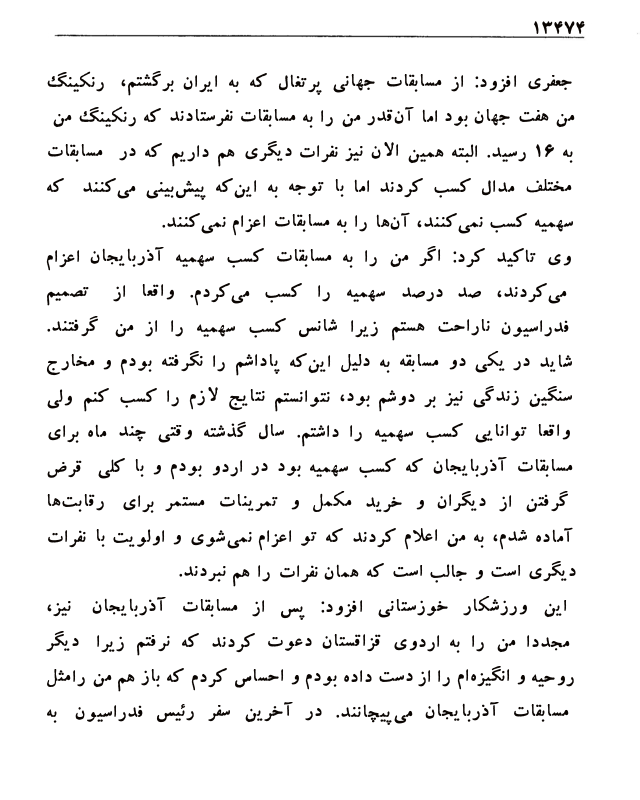 ۱۳۴۷۴
جعفری افزود: از مسابقات جهانی پرتغال که به ایران برگشتم، رنکینگ
من هفت جهان بود اما آن‌قدر من را به مسابقات نفرستادند که رنکینگ من
به ۱۶ رسید. البته همین الان نیز نفرات دیگری هم داریم که در مسابقات
مختلف مدال کسب کردند اما با توجه به این‌که پیش‌بینی می‌کنند که
سهمیه کسب نمی‌کنند، آن‌ها را به مسابقات اعزام نمی‌کنند.
وی تاکید کرد: اگر من را به مسابقات کسب سهمیه آذربایجان اعزام
می‌کردند، صد درصد سهمیه را کسب می‌کردم. واقعا از تصمیم
فدراسیون ناراحت هستم زیرا شانس کسب سهمیه را از من گرفتند.
شاید در یکی دو مسابقه به دلیل این‌که پاداشم را نگرفته بودم و مخارج
سنگین زندگی نیز بر دوشم بود، نتوانستم نتایج لازم را کسب کنم ولی
واقعا توانایی کسب سهمیه را داشتم. سال گذشته وقتی چند ماه برای
مسابقات آذربایجان که کسب سهمیه بود در اردو بودم و با کلی قرض
گرفتن از دیگران و خرید مکمل و تمرینات مستمر برای رقابت‌ها
آماده شدم، به من اعلام کردند که تو اعزام نمی‌شوی و اولویت با نفرات
دیگری است و جالب است که همان نفرات را هم نبردند.
این ورزشکار خوزستانی افزود: پس از مسابقات آذربایجان نیز،
مجددا من را به اردوی قزاقستان دعوت کردند که نرفتم زیرا دیگر
روحیه و انگیزه‌ام را از دست داده بودم و احساس کردم که باز هم من رامثل
مسابقات آذربایجان می‌پیچانند. در آخرین سفر رئیس فدراسیون به